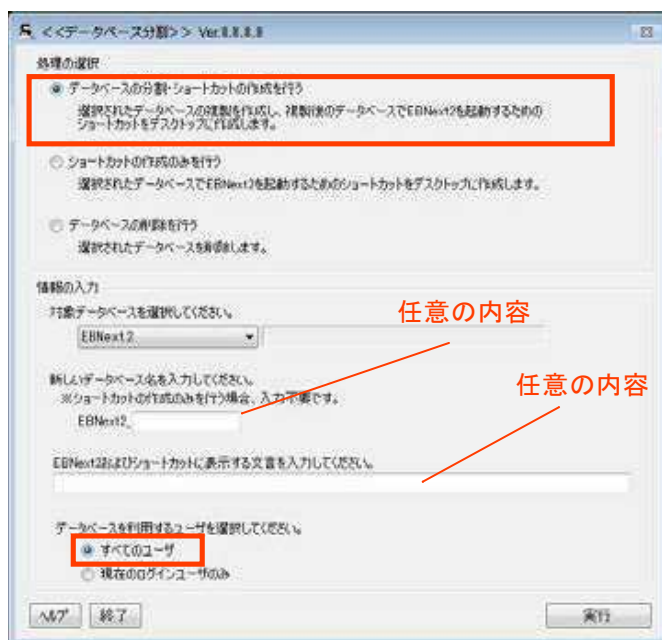 <<データベース分割>> Ver.8.8.8.8
処理の選択
データベースの分割・ショートカットの作成を行う
選択されたデータベースの複製を作成し、複製後のデータベースでEBNext2を起動するための
ショートカットをデスクトップに作成します。
ショートカットの作成のみを行う
選択されたデータベースでEBNext2を起動するためのショートカットをデスクトップに作成します。
データベースの削除を行う
選択されたデータベースを削除します。
情報の入力
対象データベースを選択してください。
任意の内容
EBNext2
新しいデータベース名を入力してください。
任意の内容
※ショートカットの作成のみを行う場合、入力不要です。
EBNext2_
EBNext2およびショートカットに表示する文言を入力してください。
データベースを利用するユーザを選択してください。
すべてのユーザ
現在のログインユーザのみ
ヘルプ 終了 実行